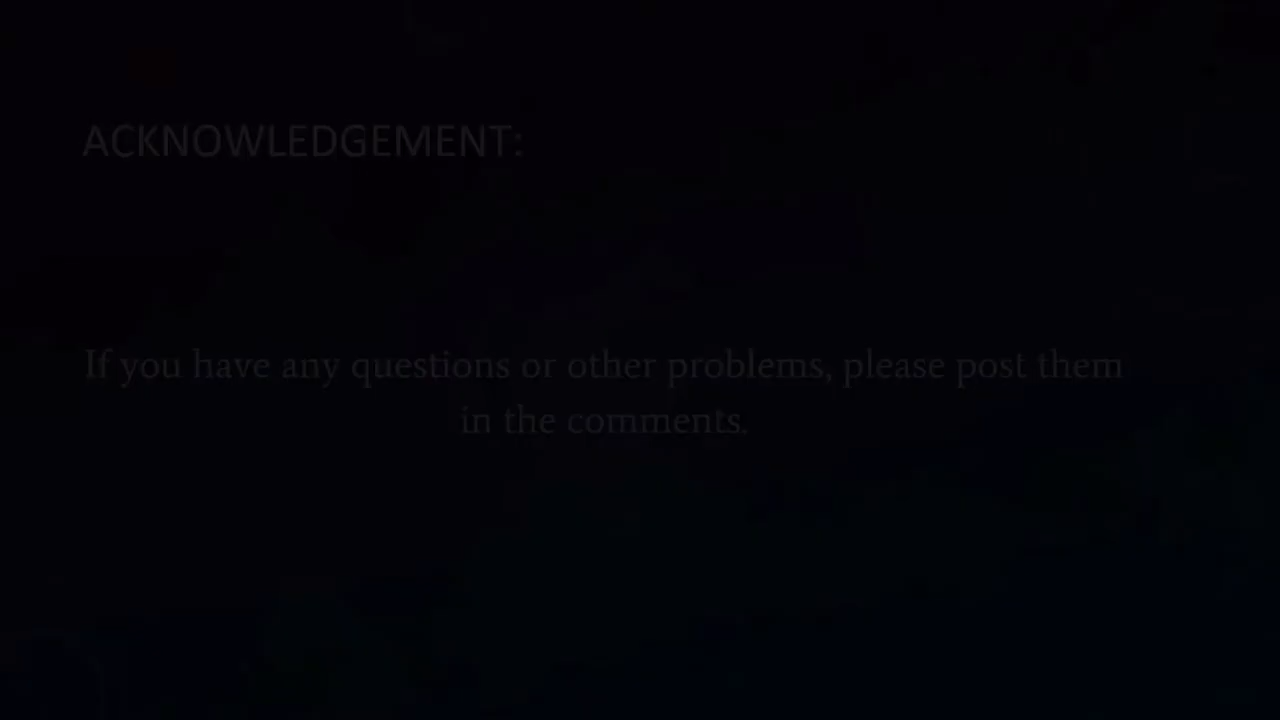 ACKNOWLEDGEMENT:
If you have any questions or other problems, please post them
in the comments.